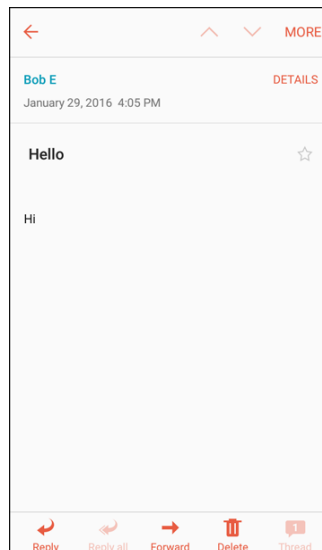 MORE
Bob E DETAILS
January 29, 2016 4:05 PM
Hello
Hi
1
Reply Reply all Forward Delete Thread